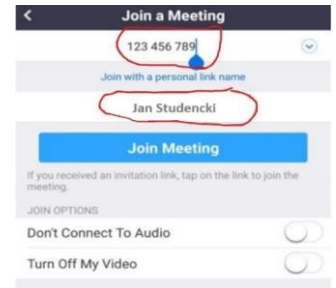 Join a Meeting
123 456 789
Join with a personal link name
Jan Studencki
Join Meeting
If you received an invitation link, tap on the link to join the
meeting.
JOIN OPTIONS
Don't Connect To Audio
Turn Off My Video